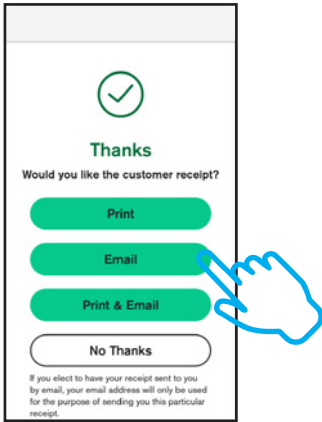 Thanks
Would you like the customer receipt?
Print
Email
Print & Email
No Thanks
If you elect to have your receipt sent to you
by email, your email address will only be used
for the purpose of sending you this particular
receipt.